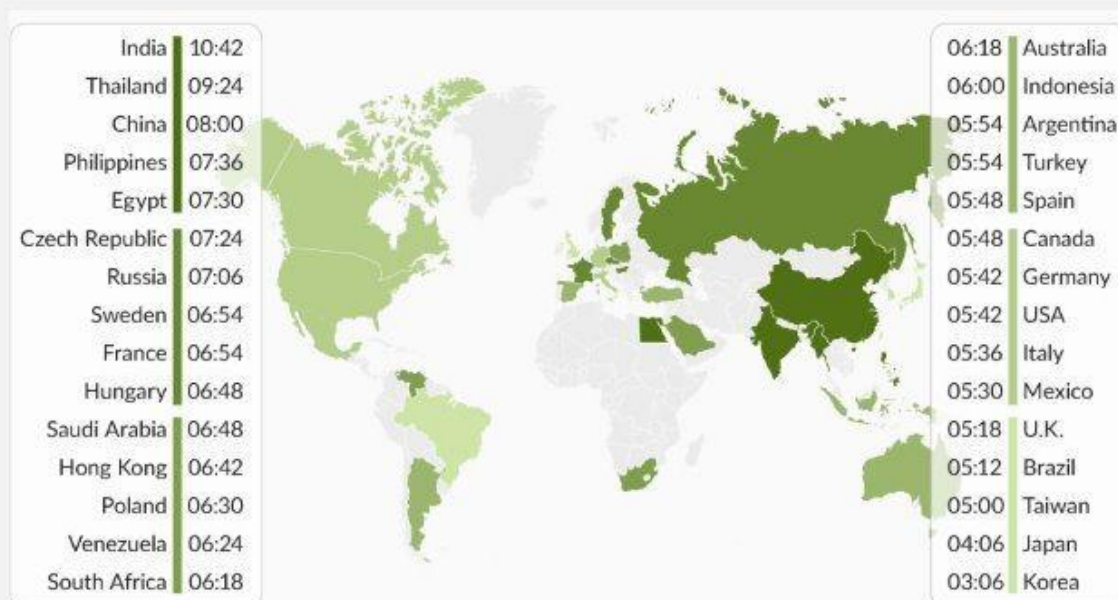 India 10:42
Thailand 09:24
China 08:00
Philippines 07:36
Egypt 07:30
Czech Republic 07:24
Russia 07:06
Sweden 06:54
France 06:54
Hungary 06:48
Saudi Arabia 06:48
Hong Kong 06:42
Poland 06:30
Venezuela 06:24
South Africa 06:18
06:18 Australia
06:00 Indonesia
05:54 Argentina
05:54 Turkey
05:48 Spain
05:48 Canada
05:42 Germany
05:42 USA
05:36 Italy
05:30 Mexico
05:18 U.K.
05:12 Brazil
05:00 Taiwan
04:06 Japan
03:06 Korea